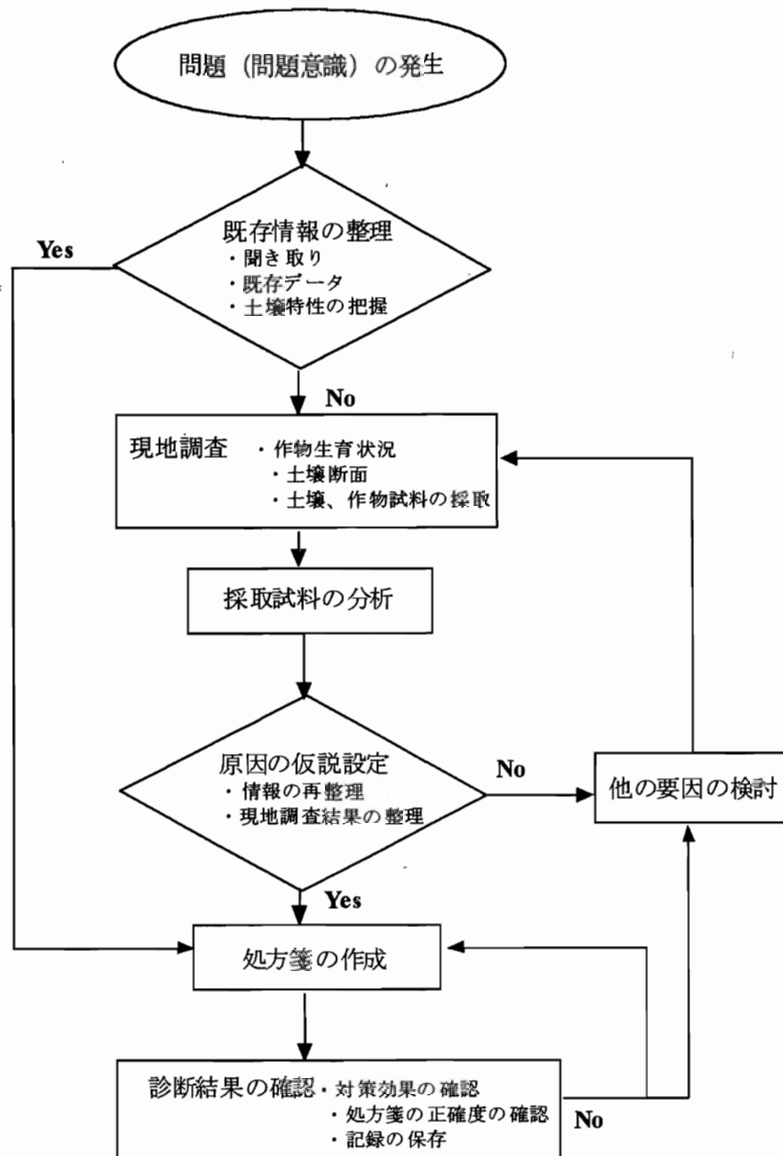 問題（問題意識）の発生
既存情報の整理
・聞き取り
・既存データ
・土壌特性の把握
Yes
No
現地調査 ・作物生育状況
・土壌断面
・土壌、作物試料の採取
採取試料の分析
原因の仮説設定
・情報の再整理
・現地調査結果の整理
No
他の要因の検討
Yes
処方箋の作成
診断結果の確認・対策効果の確認
・処方箋の正確度の確認
・記録の保存
No